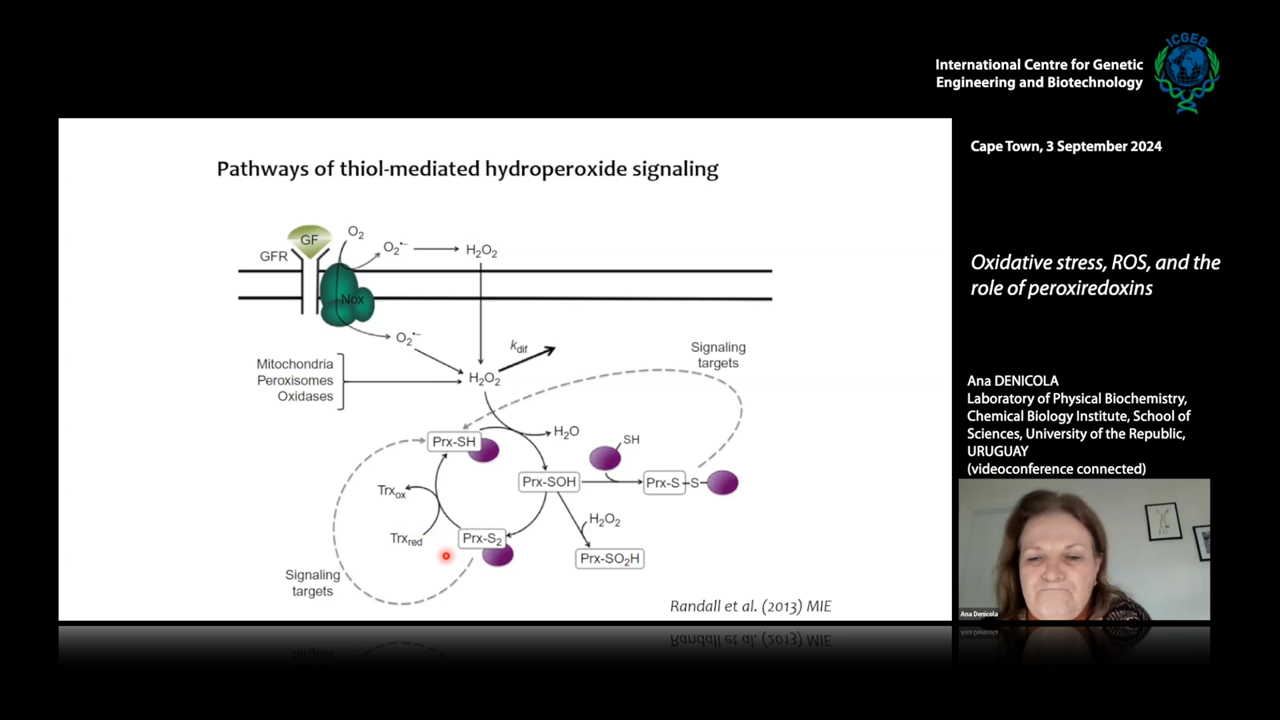 ICGEB
International Centre for Genetic
Engineering and Biotechnology
Cape Town, 3 September 2024
Pathways of thiol-mediated hydroperoxide signaling
GF
GFR
O₂
O₂•−
H₂O₂
Nox
O₂•−
Oxidative stress, ROS, and the
role of peroxiredoxins
Mitochondria
Peroxisomes
Oxidases
H₂O₂
kdif
Signaling
targets
Ana DENICOLA
Laboratory of Physical Biochemistry,
Chemical Biology Institute, School of
Sciences, University of the Republic,
URUGUAY
(videoconference connected)
Prx-SH
H₂O
SH
Trxox
Prx-SOH
Prx-S-S-
Trxred
Prx-S₂
H₂O₂
Prx-SO₂H
Signaling
targets
Randall et al. (2013) MIE
Ana Denicola